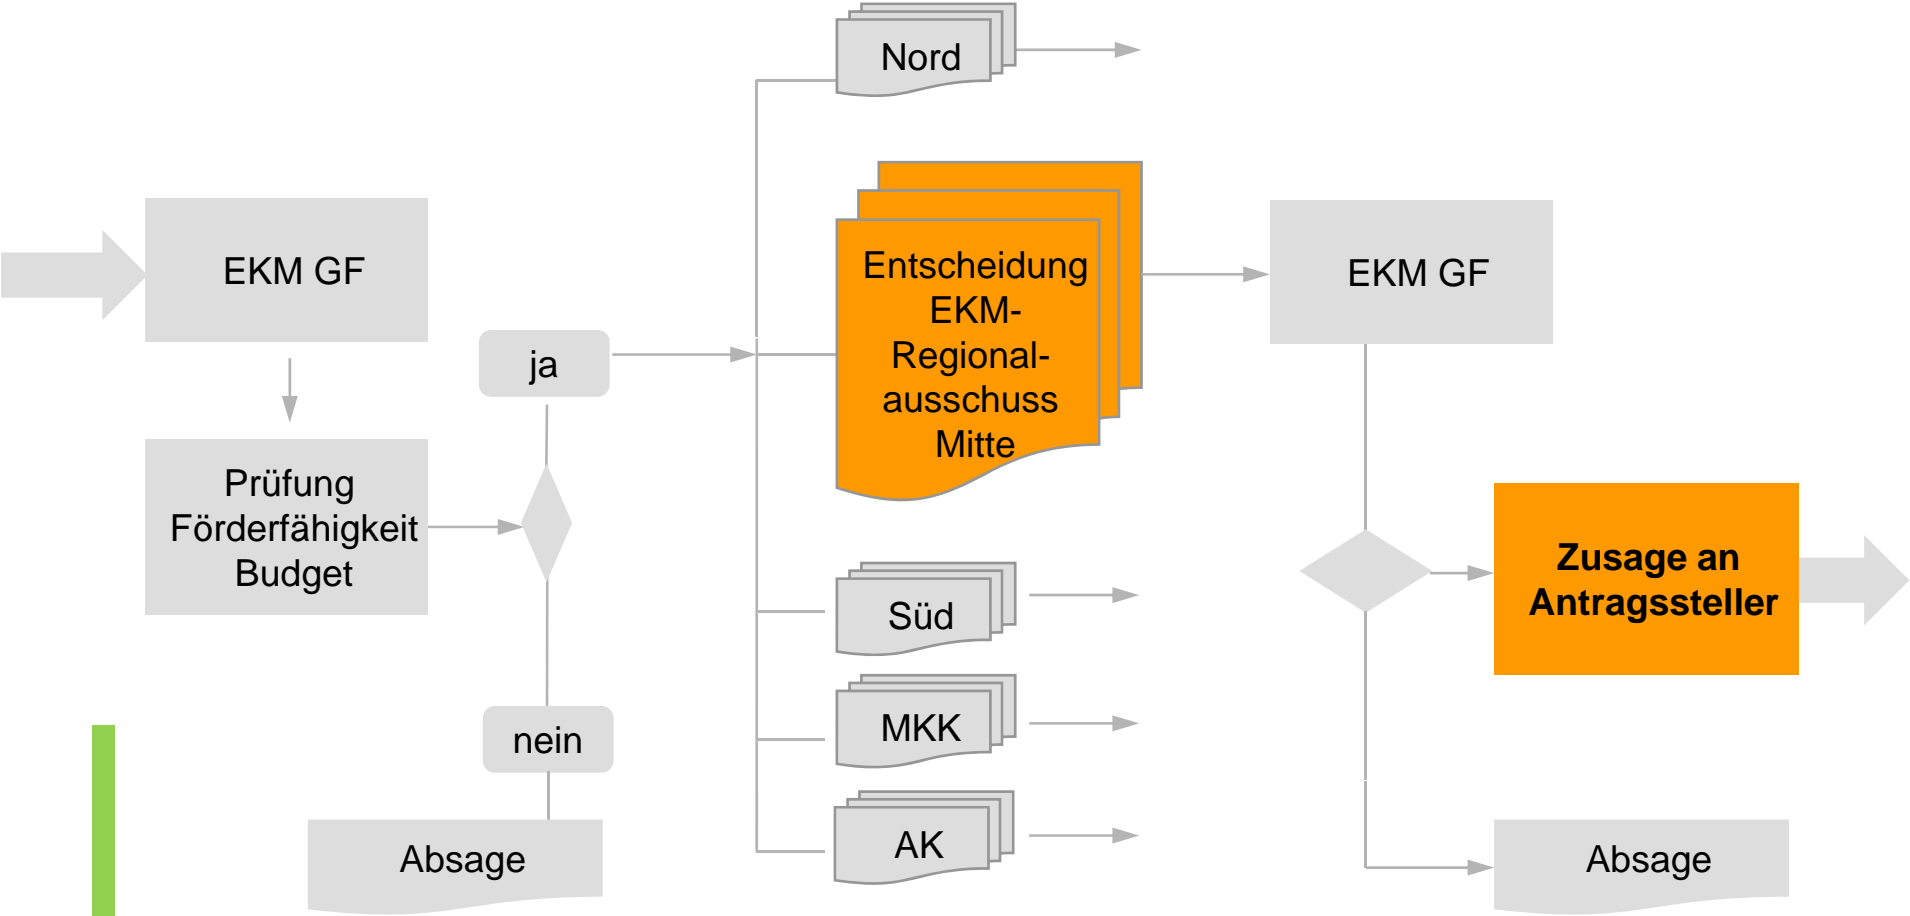 Nord
EKM GF
Prüfung
Förderfähigkeit
Budget
ja
nein
Absage
Entscheidung
EKM-
Regional-
ausschuss
Mitte
Süd
MKK
AK
EKM GF
Zusage an
Antragssteller
Absage